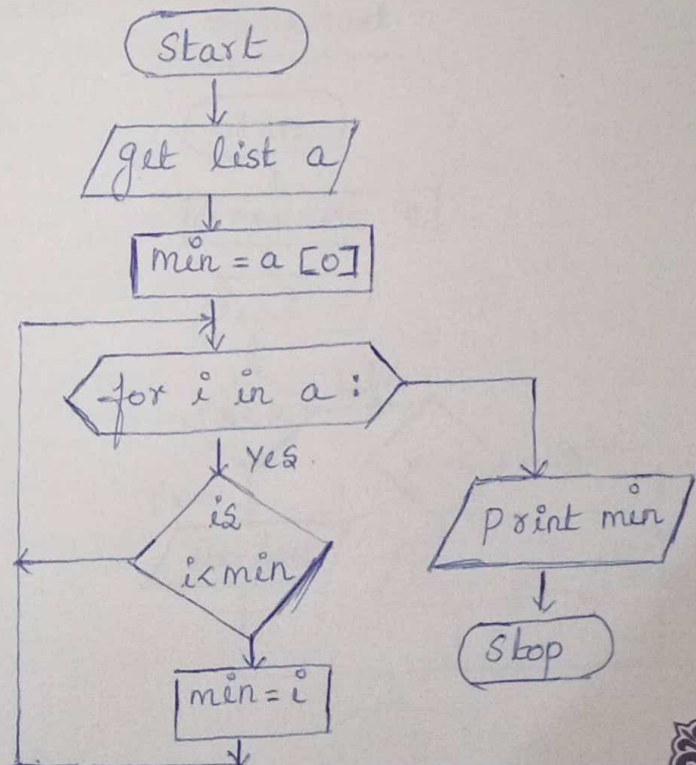 Start
get list a
min = a [0]
for i in a :
Yes
is
i<min
min = i
Print min
Stop